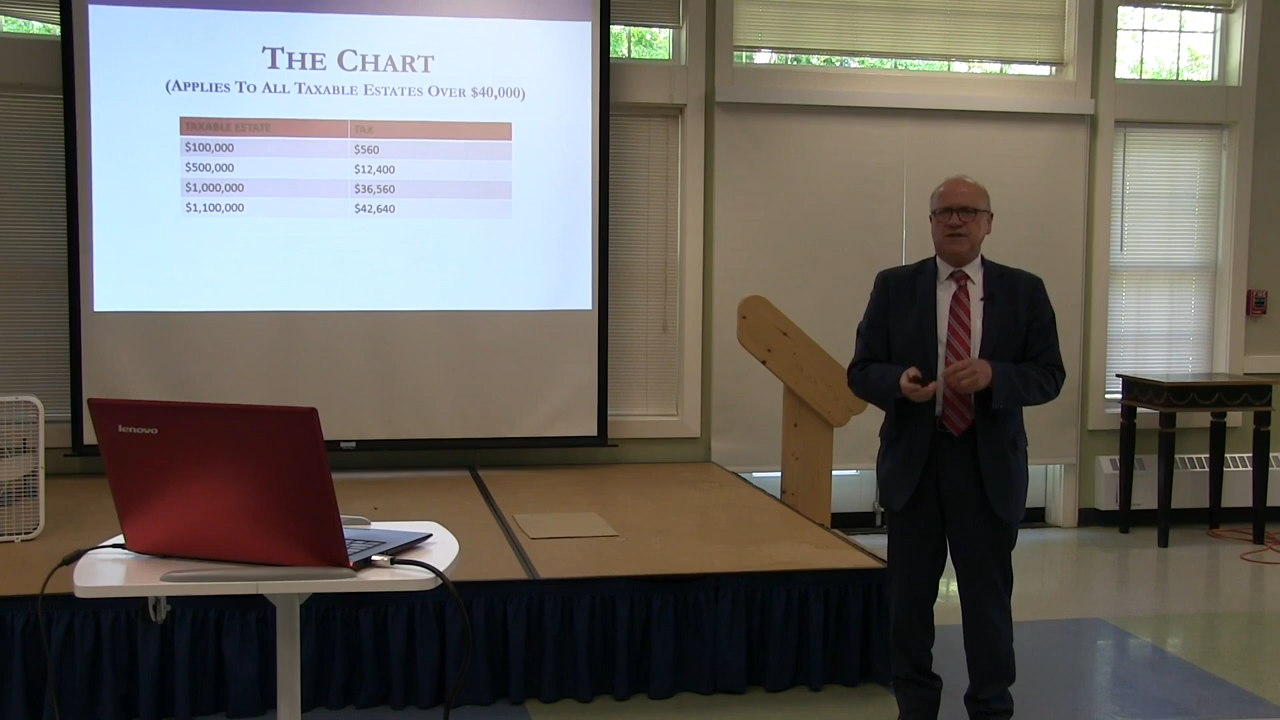 THE CHART
(APPLIES TO ALL TAXABLE ESTATES OVER $40,000)
TAXABLE ESTATE TAX
$100,000 $560
$500,000 $12,400
$1,000,000 $36,560
$1,100,000 $42,640
lenovo